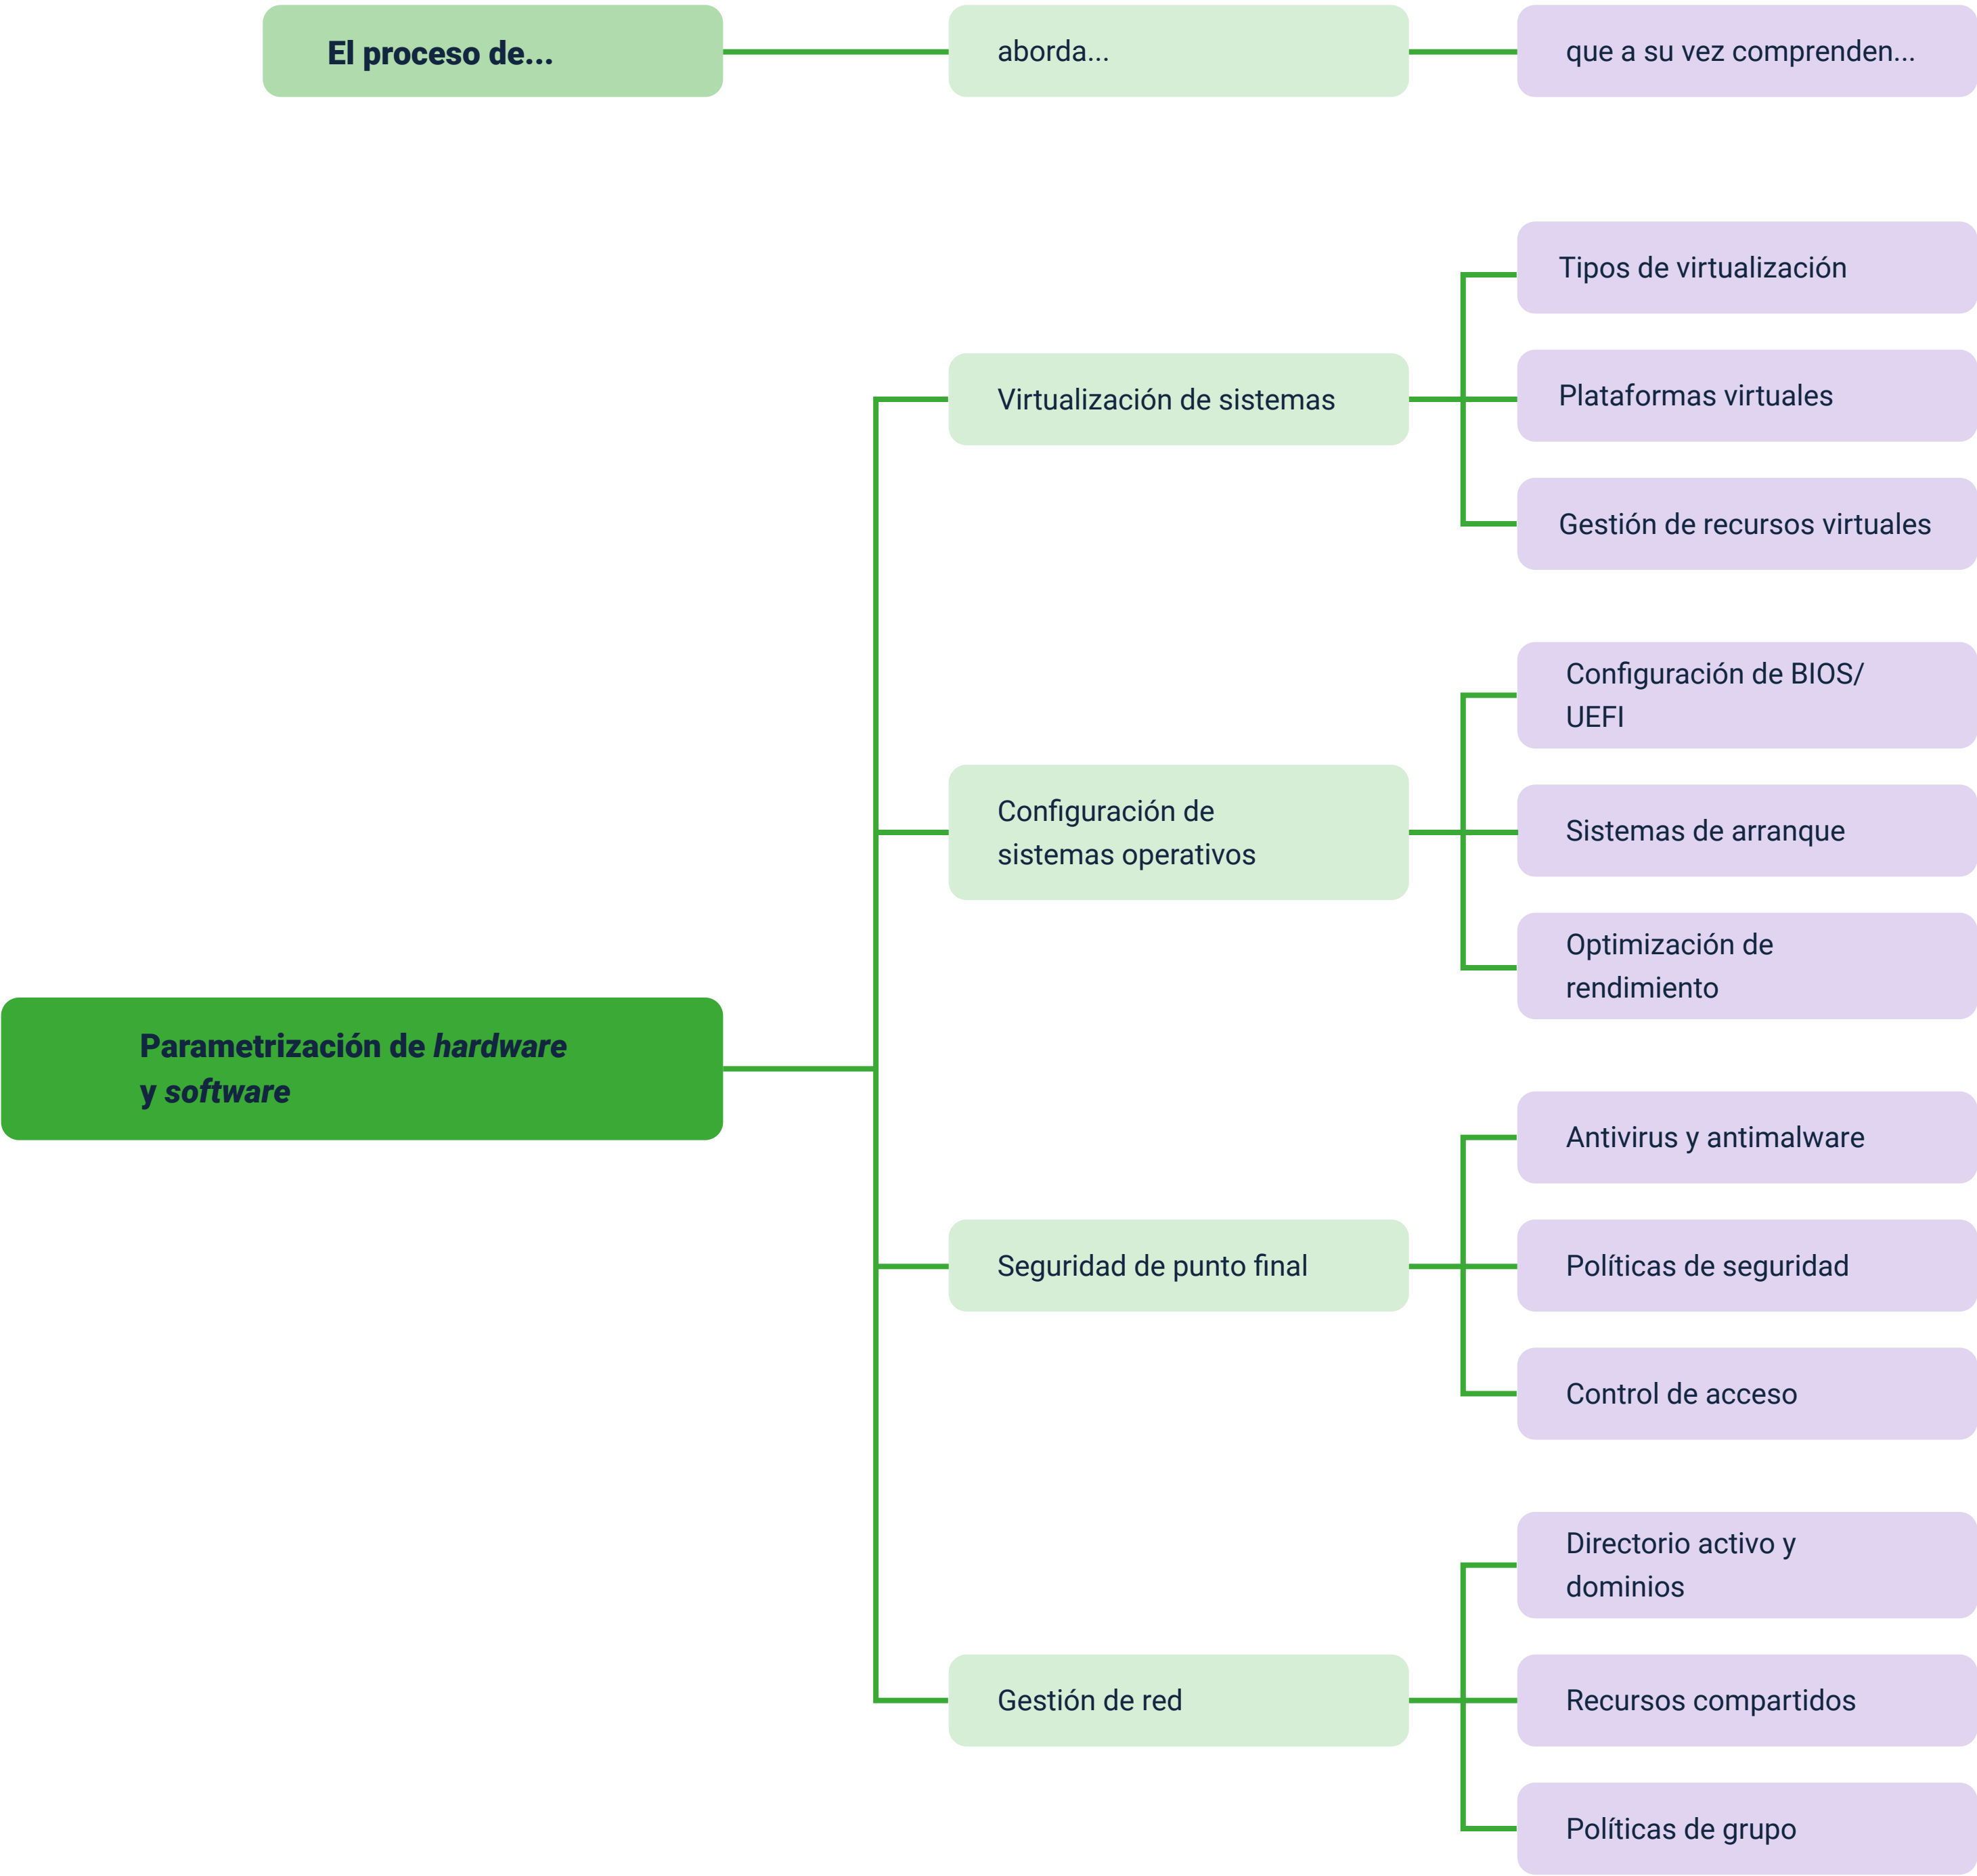 El proceso de...
aborda...
que a su vez comprenden...
Parametrización de hardware
y software
Virtualización de sistemas
Tipos de virtualización
Plataformas virtuales
Gestión de recursos virtuales
Configuración de
sistemas operativos
Configuración de BIOS/
UEFI
Sistemas de arranque
Optimización de
rendimiento
Seguridad de punto final
Antivirus y antimalware
Políticas de seguridad
Control de acceso
Gestión de red
Directorio activo y
dominios
Recursos compartidos
Políticas de grupo